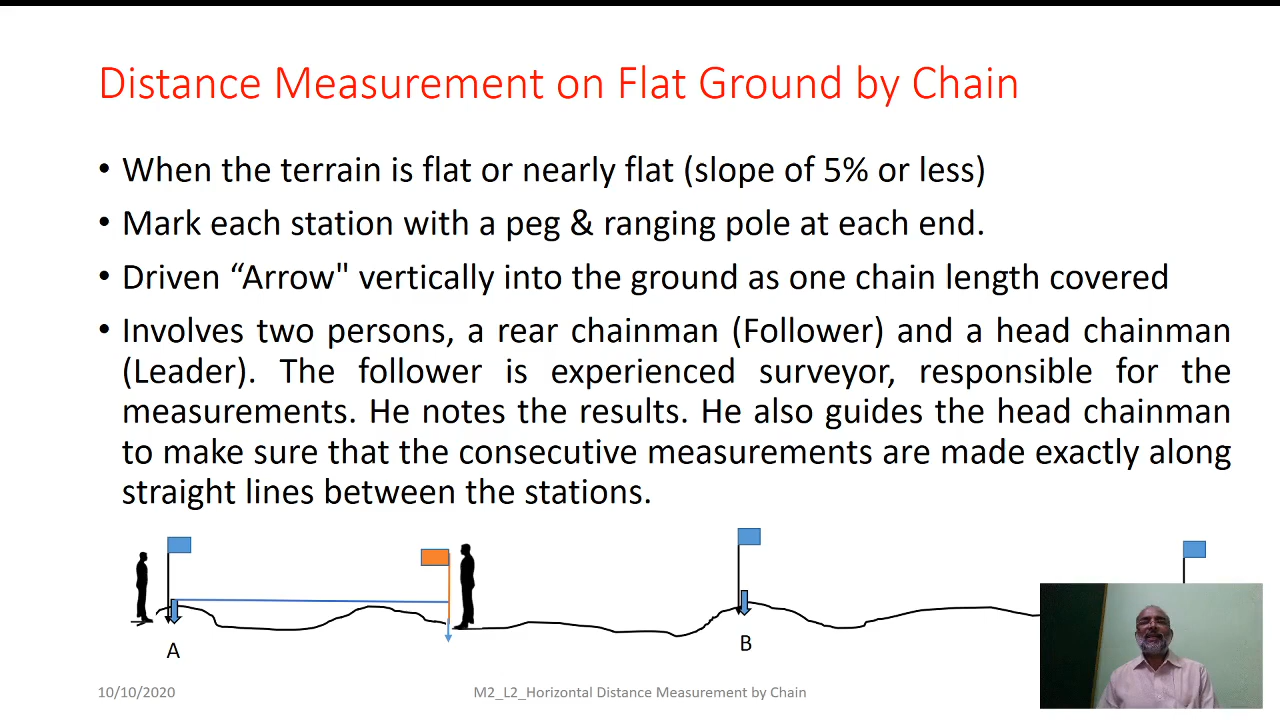 Distance Measurement on Flat Ground by Chain
• When the terrain is flat or nearly flat (slope of 5% or less)
• Mark each station with a peg & ranging pole at each end.
• Driven “Arrow" vertically into the ground as one chain length covered
• Involves two persons, a rear chainman (Follower) and a head chainman
(Leader). The follower is experienced surveyor, responsible for the
measurements. He notes the results. He also guides the head chainman
to make sure that the consecutive measurements are made exactly along
straight lines between the stations.
A
B
10/10/2020
M2_L2_Horizontal Distance Measurement by Chain